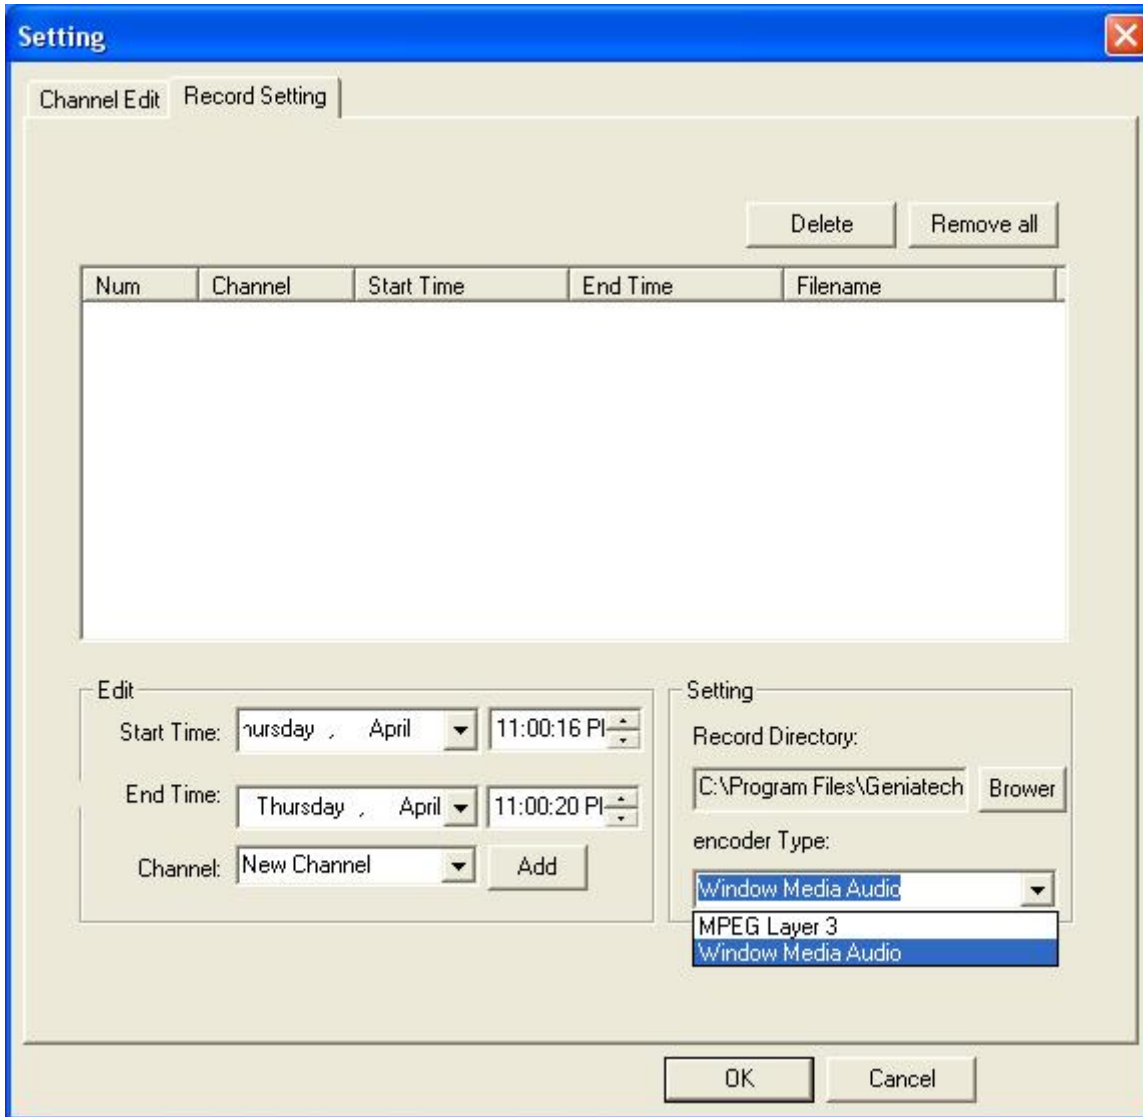 Setting
Channel Edit
Record Setting
Delete
Remove all
Num Channel Start Time End Time Filename
Edit
Start Time: hursday , April 11:00:16 P
End Time: Thursday , April 11:00:20 P
Channel: New Channel Add
Setting
Record Directory:
C:\Program Files\Geniatech Brower
encoder Type:
Window Media Audio
MPEG Layer 3
Window Media Audio
OK Cancel